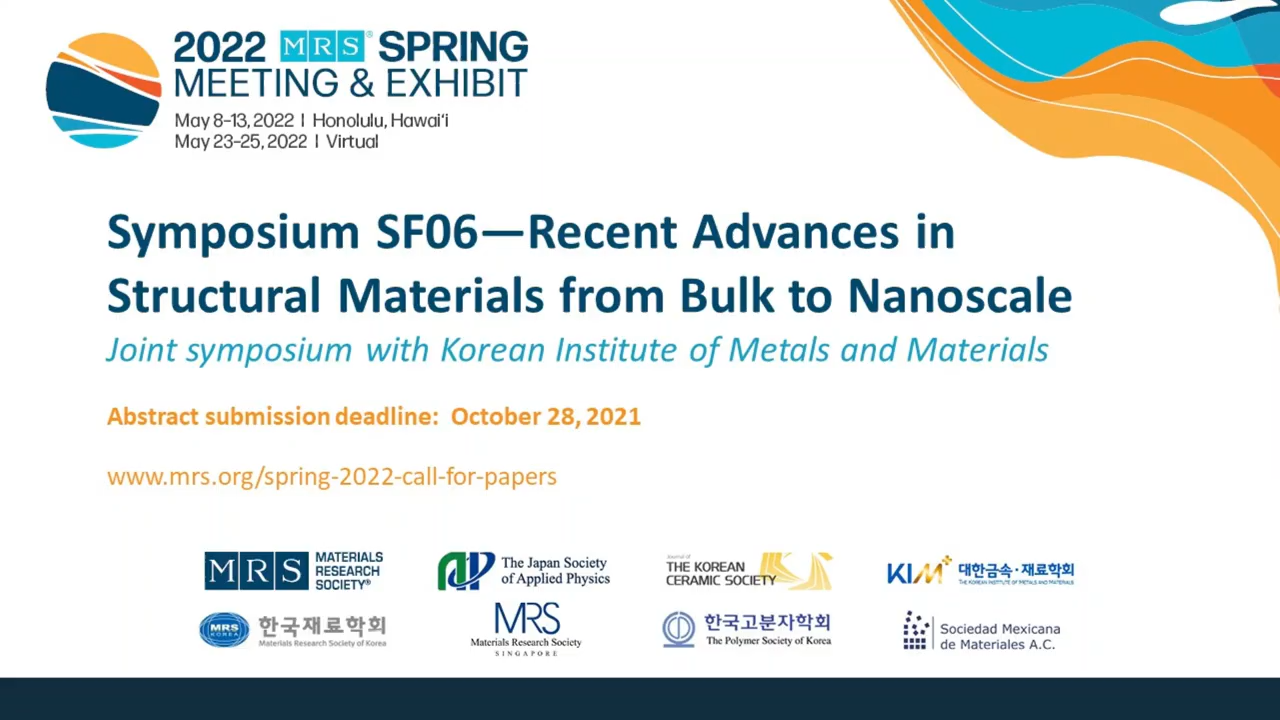 2022 MRS® SPRING
MEETING & EXHIBIT
May 8-13, 2022 | Honolulu, Hawai‘i
May 23-25, 2022 | Virtual
Symposium SF06—Recent Advances in
Structural Materials from Bulk to Nanoscale
Joint symposium with Korean Institute of Metals and Materials
Abstract submission deadline: October 28, 2021
www.mrs.org/spring-2022-call-for-papers
MRS MATERIALS
RESEARCH
SOCIETY®
The Japan Society
of Applied Physics
Journal of
THE KOREAN
CERAMIC SOCIETY
KIM 대한금속·재료학회
THE KOREAN INSTITUTE OF METALS AND MATERIALS
MRS
KOREA
한국재료학회
Materials Research Society of Korea
MRS
Materials Research Society
SINGAPORE
한국고분자학회
The Polymer Society of Korea
Sociedad Mexicana
de Materiales A.C.